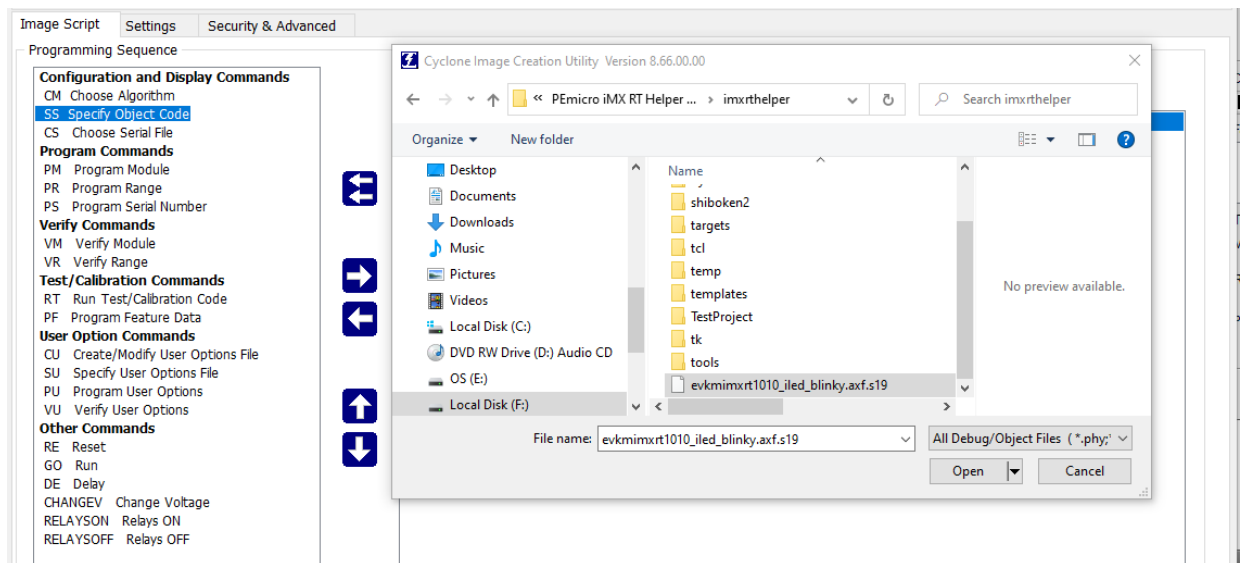 Image Script Settings Security & Advanced
Programming Sequence
Configuration and Display Commands
CM Choose Algorithm
SS Specify Object Code
CS Choose Serial File
Program Commands
PM Program Module
PR Program Range
PS Program Serial Number
Verify Commands
VM Verify Module
VR Verify Range
Test/Calibration Commands
RT Run Test/Calibration Code
PF Program Feature Data
User Option Commands
CU Create/Modify User Options File
SU Specify User Options File
PU Program User Options
VU Verify User Options
Other Commands
RE Reset
GO Run
DE Delay
CHANGEV Change Voltage
RELAYSON Relays ON
RELAYSOFF Relays OFF
Cyclone Image Creation Utility Version 8.66.00.00
« PEmicro iMX RT Helper ... › imxrthelper
Search imxrthelper
Organize New folder
Desktop
Documents
Downloads
Music
Pictures
Videos
Local Disk (C:)
DVD RW Drive (D:) Audio CD
OS (E:)
Local Disk (F:)
Name
shiboken2
targets
tcl
temp
templates
TestProject
tk
tools
evkmimxrt1010_iled_blinky.axf.s19
No preview available.
File name: evkmimxrt1010_iled_blinky.axf.s19
All Debug/Object Files (*.phy;*
Open Cancel